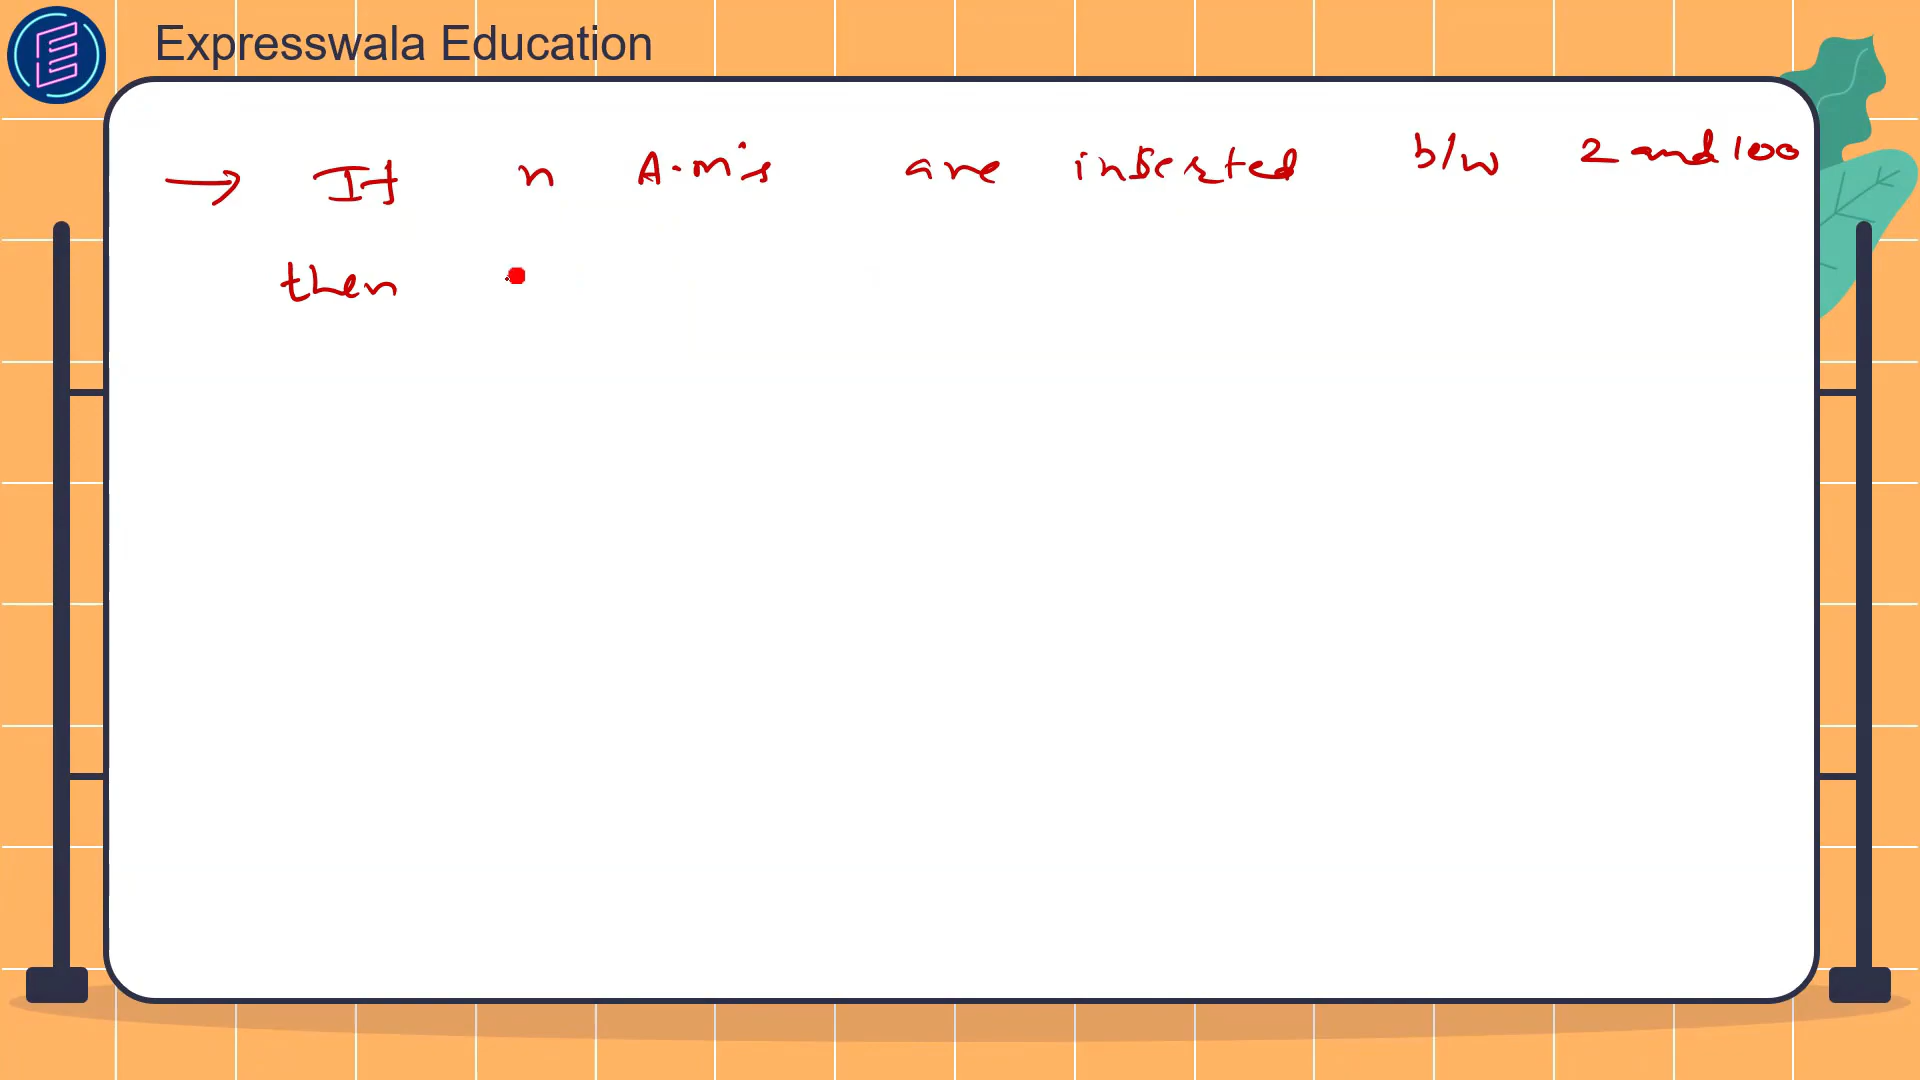 Expresswala Education
→ If n A.M's are inserted b/w 2 and 100
then